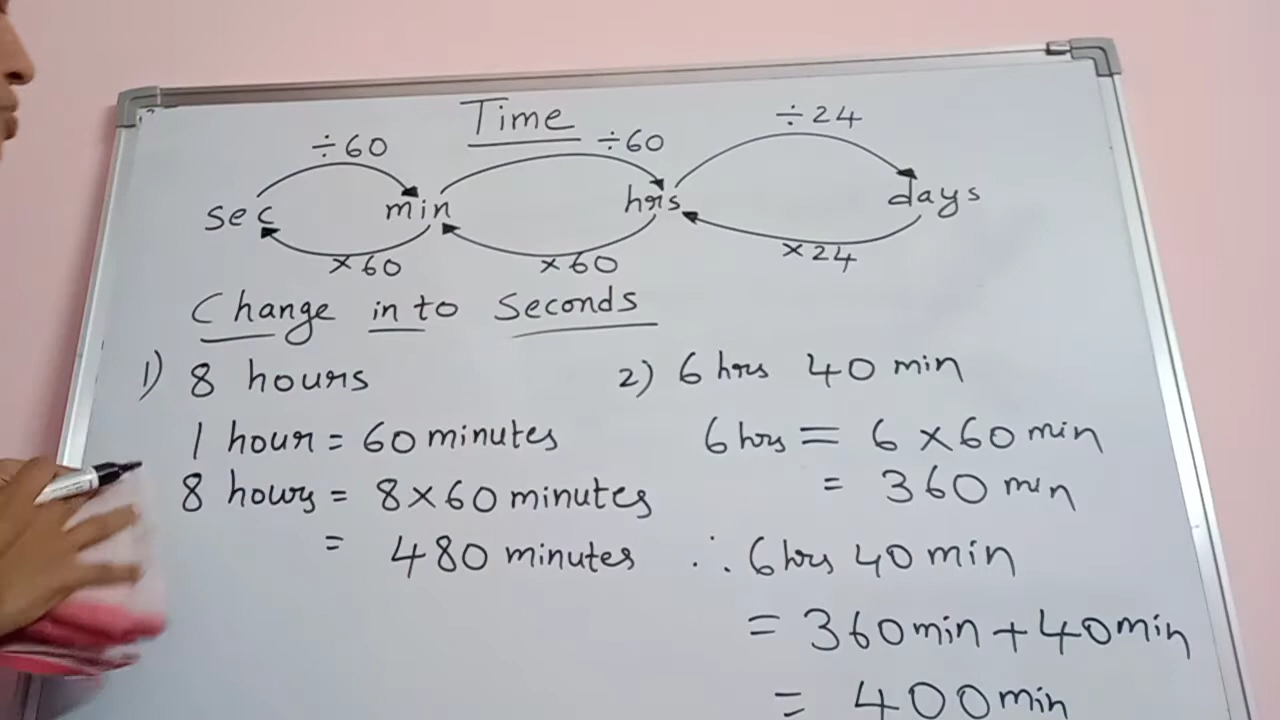 Time
÷60 ÷60 ÷24
sec min hrs days
×60 ×60 ×24
Change in to Seconds
1) 8 hours
1 hour = 60 minutes
8 hours = 8×60 minutes
= 480 minutes
2) 6 hrs 40 min
6 hrs = 6×60 min
= 360 min
∴ 6 hrs 40 min
= 360 min + 40 min
= 400 min